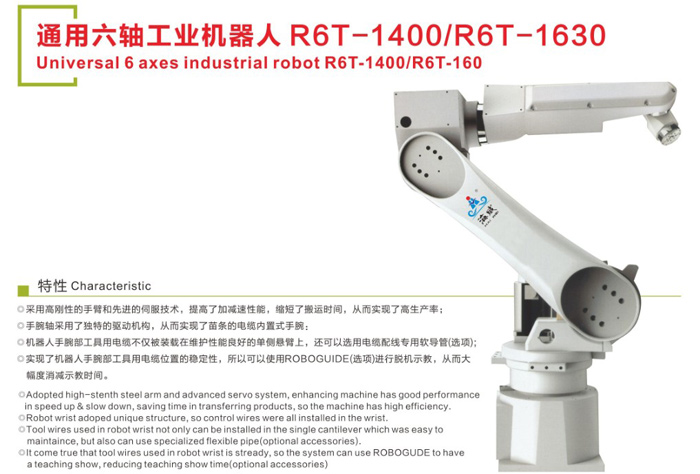 通用六轴工业机器人 R6T-1400/R6T-1630
Universal 6 axes industrial robot R6T-1400/R6T-160
特性 Characteristic
采用高刚性的手臂和先进的伺服技术，提高了加减速性能，缩短了搬运时间，从而实现了高生产率；
手腕轴采用了独特的驱动机构，从而实现了苗条的电缆内置式手腕；
机器人手腕部工具用电缆不仅被装载在维护性能良好的单侧悬臂上，还可以选用电缆配线专用软导管(选项)；
实现了机器人手腕部工具用电缆位置的稳定性，所以可以使用ROBOGUIDE(选项)进行脱机示教，从而大
幅度消减示教时间。
Adopted high-stenth steel arm and advanced servo system, enhancing machine has good performance
in speed up & slow down, saving time in transferring products, so the machine has high efficiency.
Robot wrist adoped unique structure, so control wires were all installed in the wrist.
Tool wires used in robot wrist not only can be installed in the single cantilever which was easy to
maintaince, but also can use specialized flexible pipe(optional accessories).
It come true that tool wires used in robot wrist is stready, so the system can use ROBOGUDE to have
a teaching show, reducing teaching show time(optional accessories)